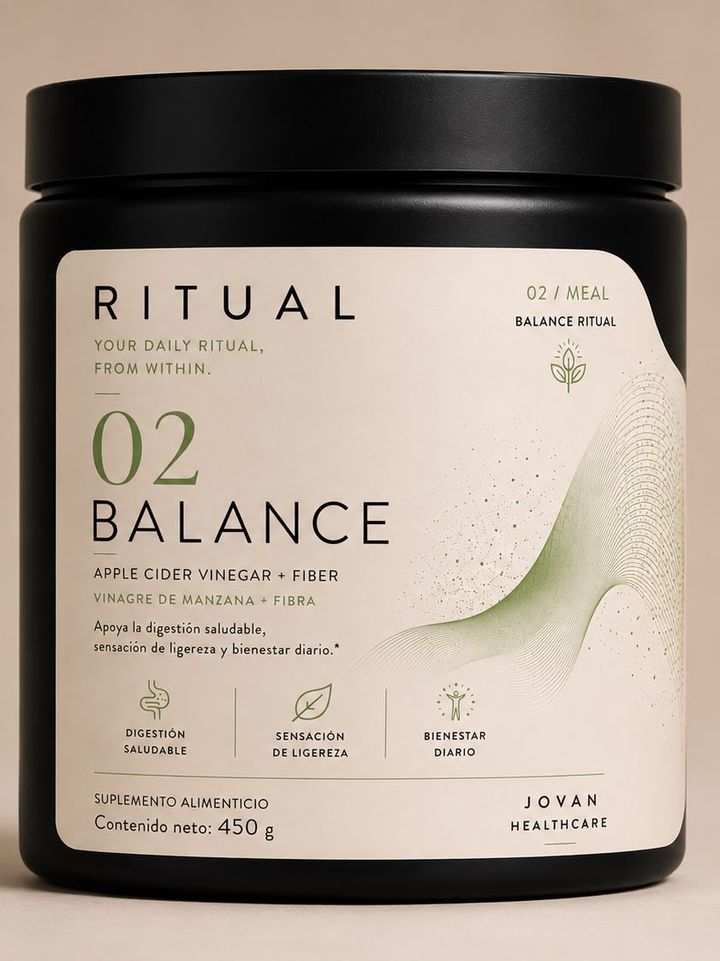 RITUAL
YOUR DAILY RITUAL,
FROM WITHIN.
02 / MEAL
BALANCE RITUAL
02
BALANCE
APPLE CIDER VINEGAR + FIBER
VINAGRE DE MANZANA + FIBRA
Apoya la digestión saludable,
sensación de ligereza y bienestar diario.*
DIGESTIÓN
SALUDABLE
SENSACIÓN
DE LIGEREZA
BIENESTAR
DIARIO
SUPLEMENTO ALIMENTICIO
Contenido neto: 450 g
JOVAN
HEALTHCARE